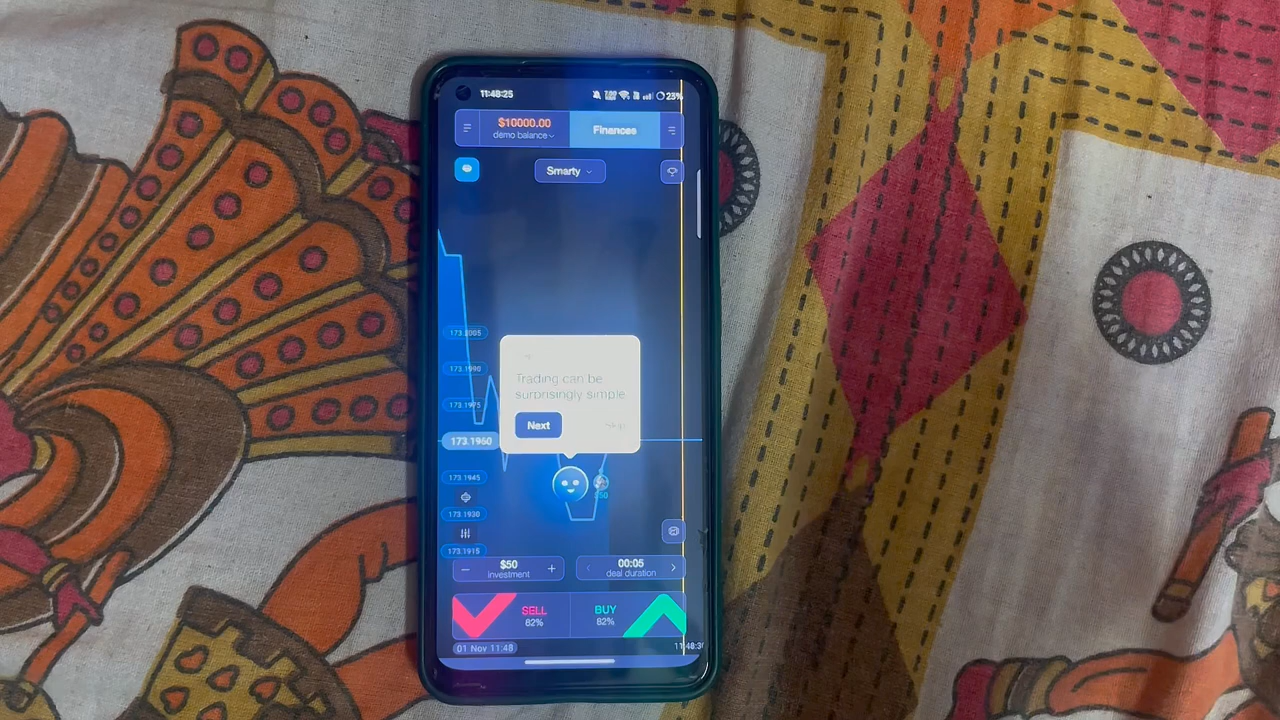 11:48:25
23%
$10000.00
demo balance
Finances
Smarty
173.2005
173.1990
173.1975
173.1960
173.1945
173.1930
173.1915
Trading can be
surprisingly simple
Next
Skip
$50
investment
00:05
deal duration
SELL
82%
BUY
82%
01 Nov 11:48